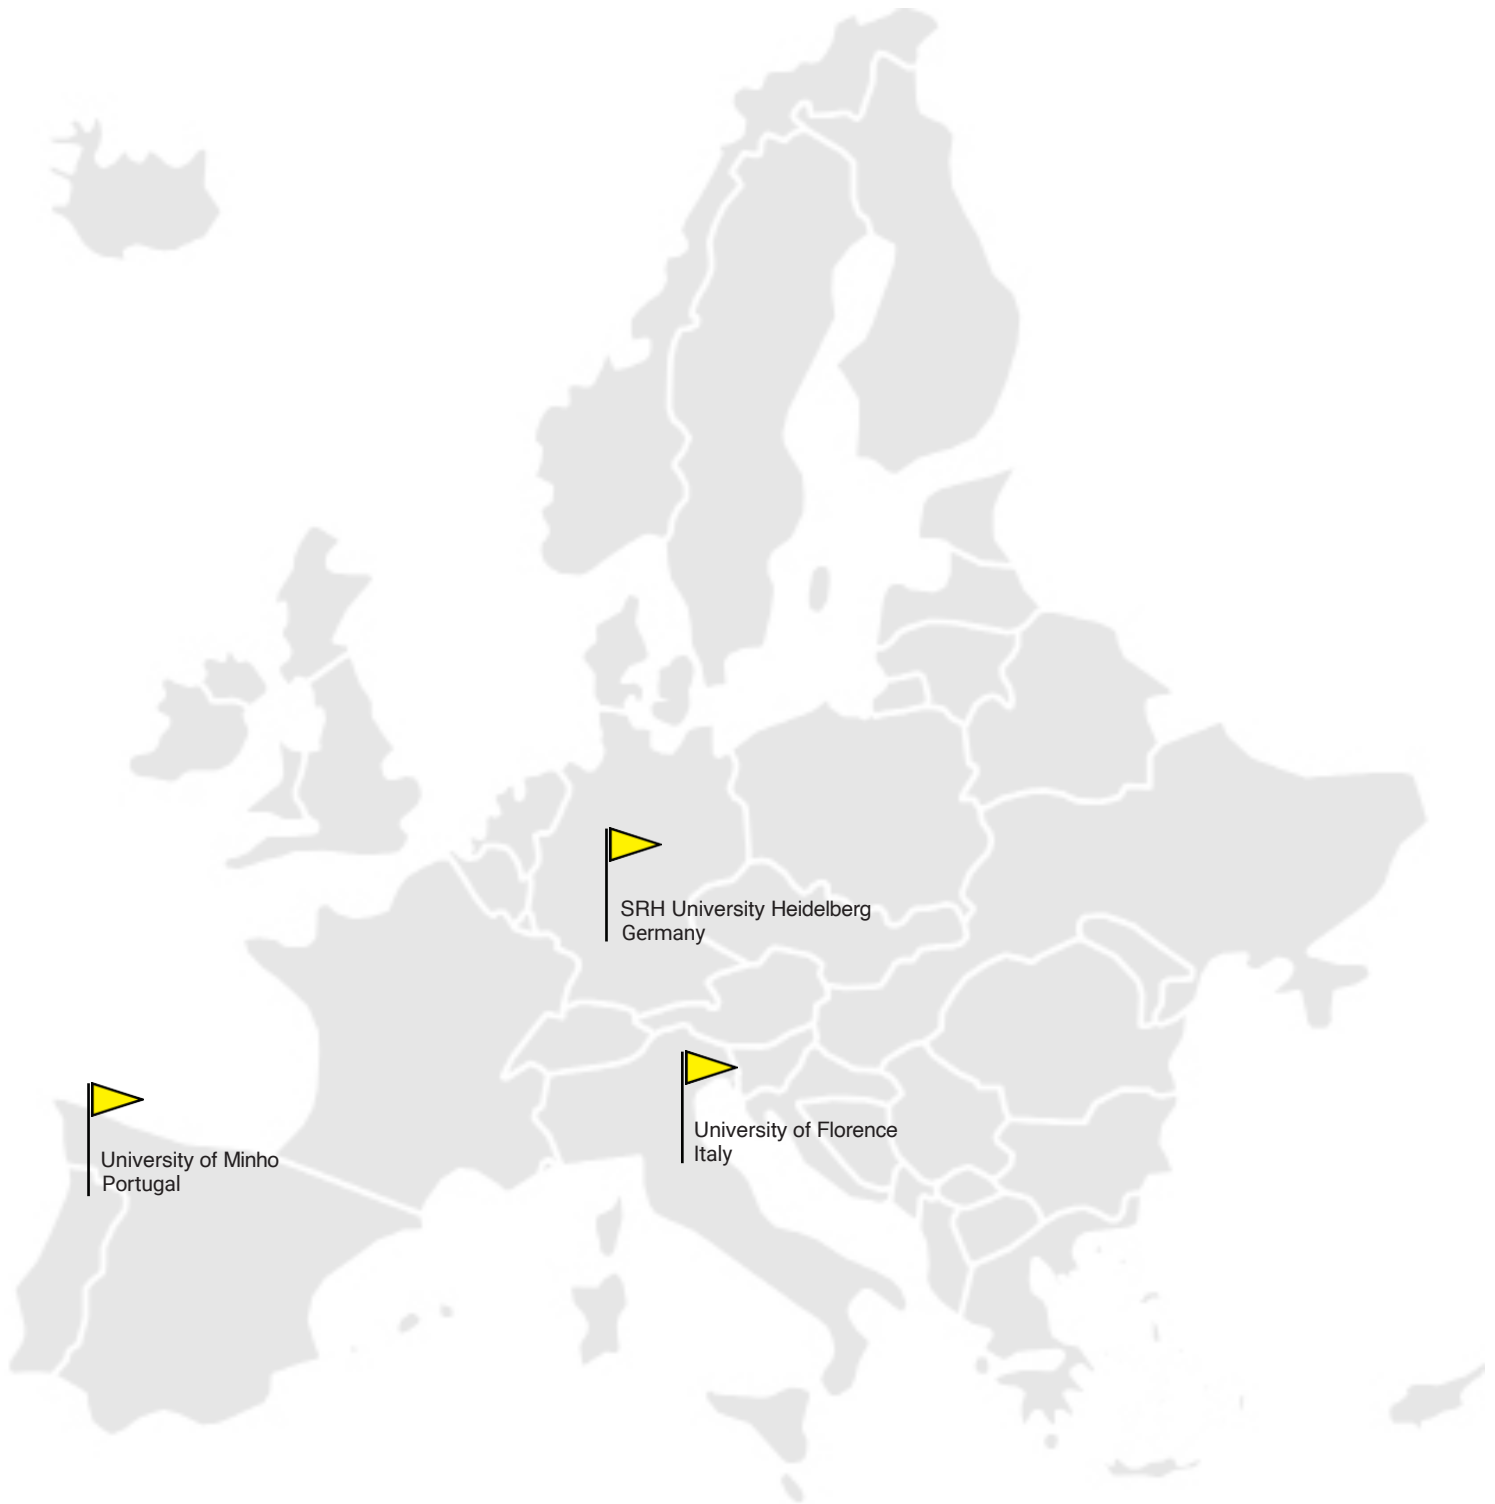 SRH University Heidelberg
Germany
University of Florence
Italy
University of Minho
Portugal